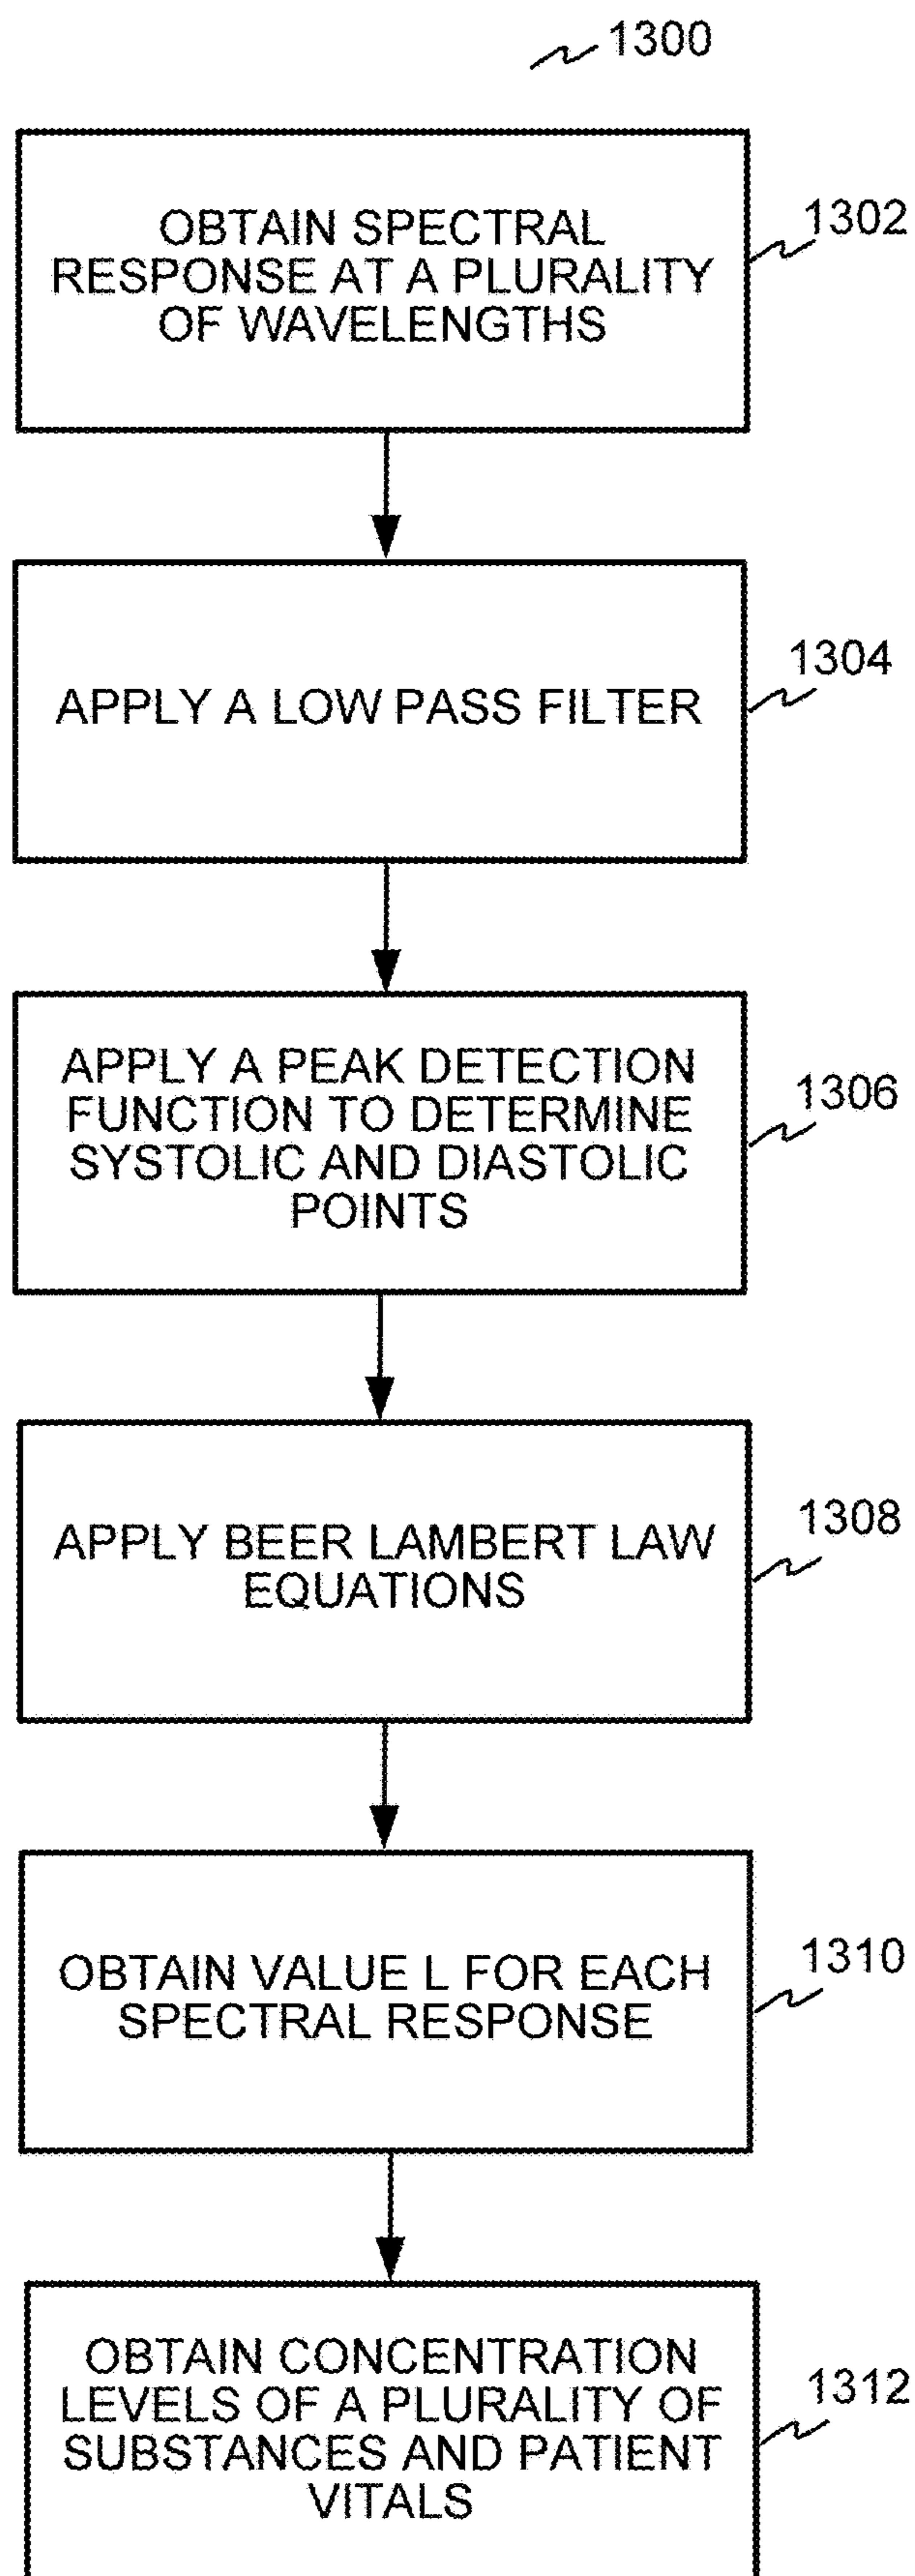 1300
OBTAIN SPECTRAL
RESPONSE AT A PLURALITY
OF WAVELENGTHS
1302
APPLY A LOW PASS FILTER
1304
APPLY A PEAK DETECTION
FUNCTION TO DETERMINE
SYSTOLIC AND DIASTOLIC
POINTS
1306
APPLY BEER LAMBERT LAW
EQUATIONS
1308
OBTAIN VALUE L FOR EACH
SPECTRAL RESPONSE
1310
OBTAIN CONCENTRATION
LEVELS OF A PLURALITY OF
SUBSTANCES AND PATIENT
VITALS
1312